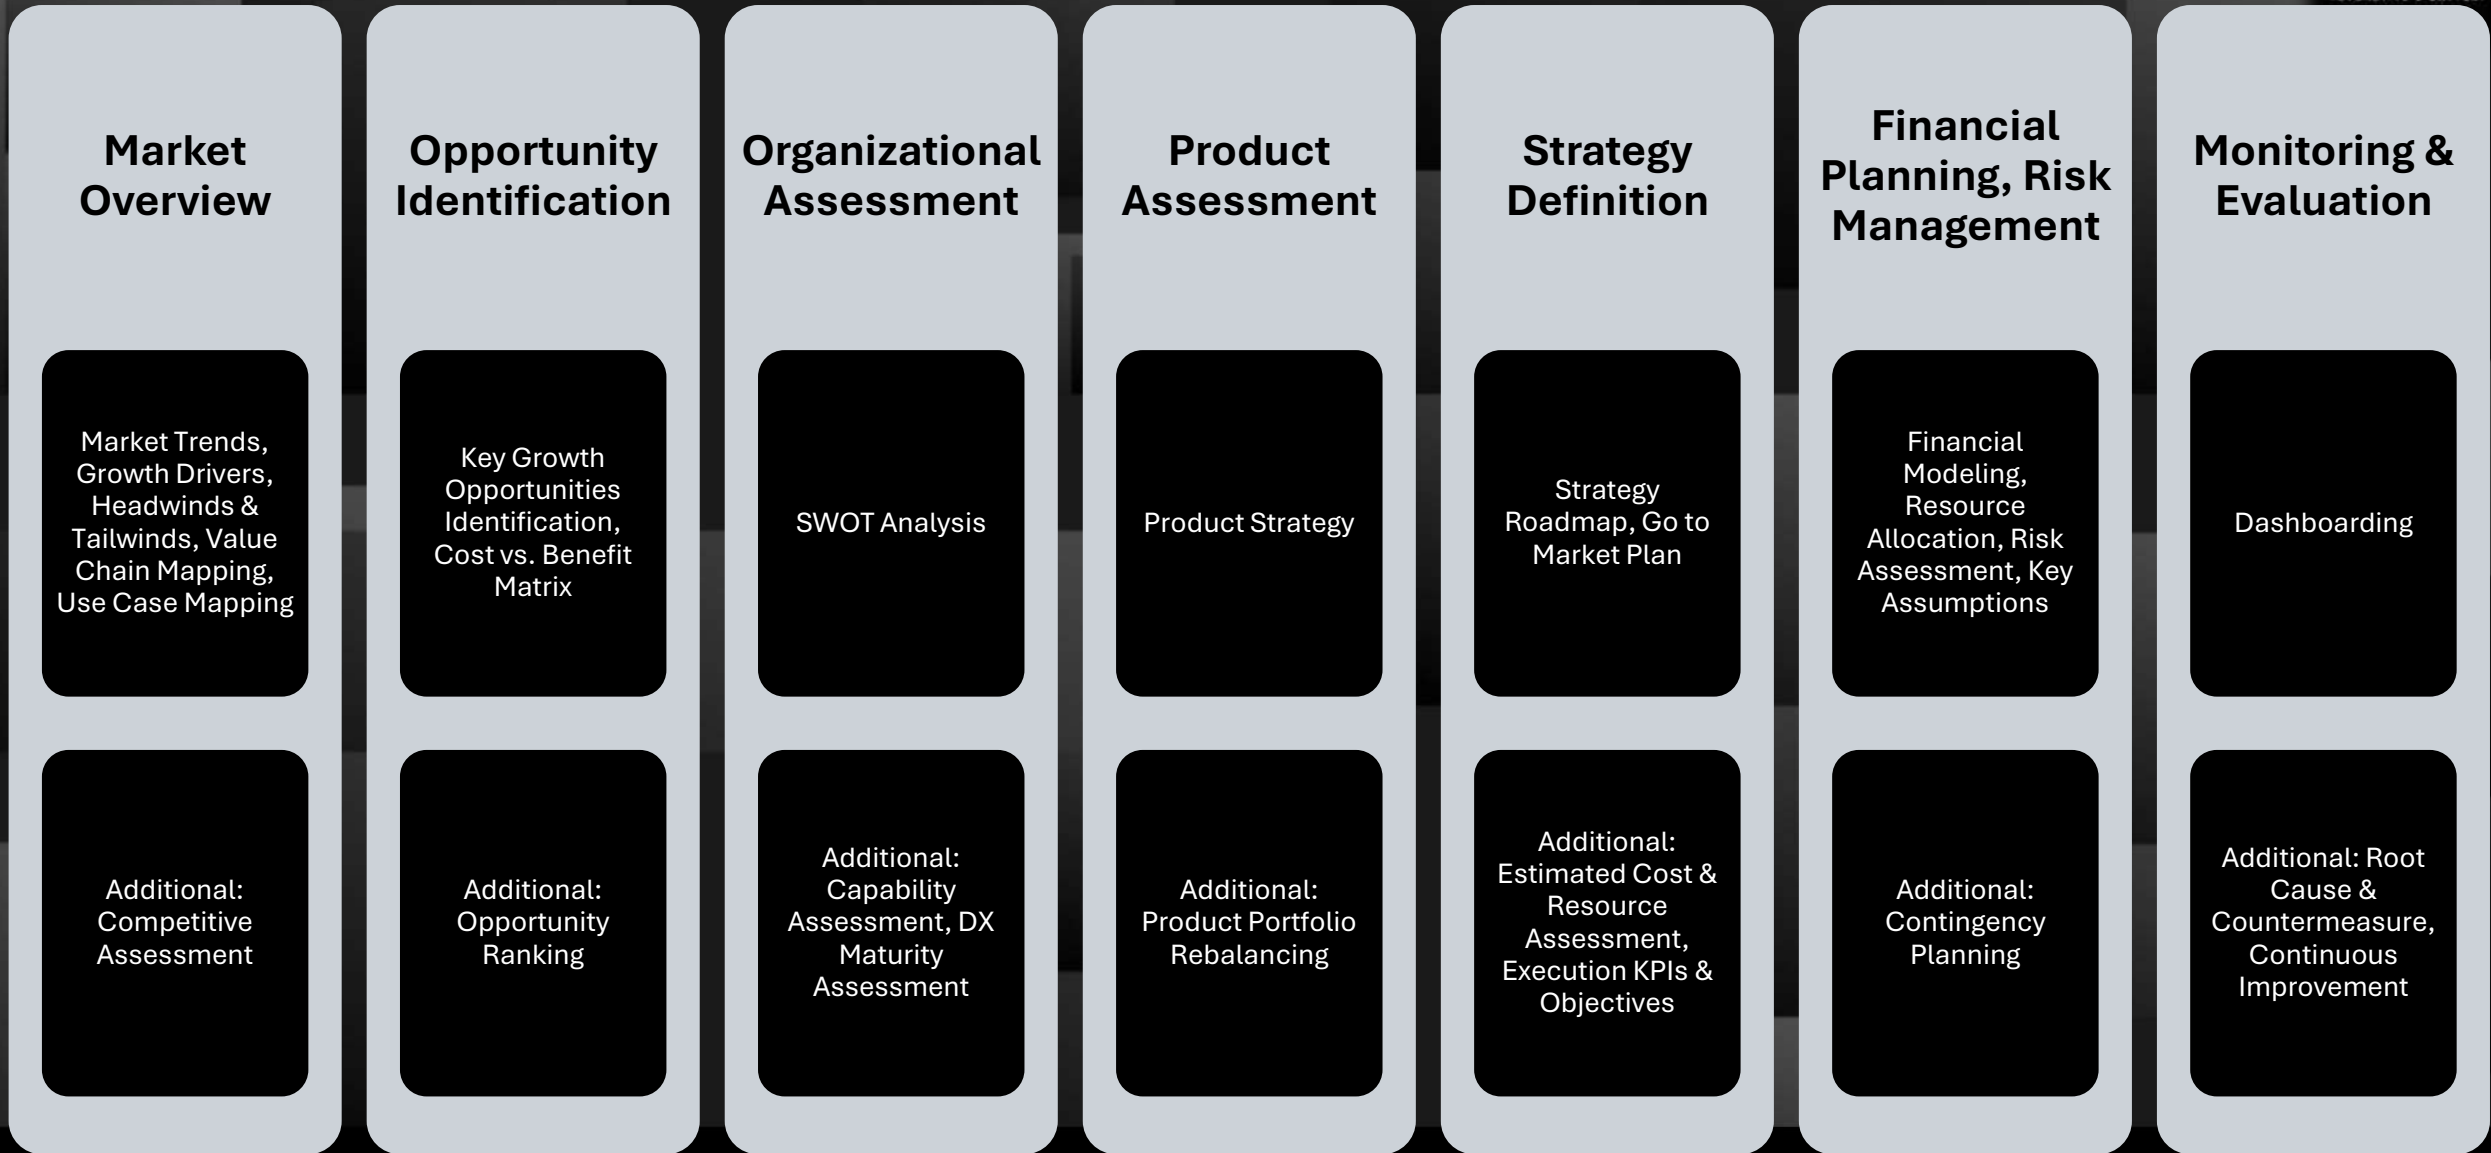 Market
Overview
Market Trends,
Growth Drivers,
Headwinds &
Tailwinds, Value
Chain Mapping,
Use Case Mapping
Additional:
Competitive
Assessment
Opportunity
Identification
Key Growth
Opportunities
Identification,
Cost vs. Benefit
Matrix
Additional:
Opportunity
Ranking
Organizational
Assessment
SWOT Analysis
Additional:
Capability
Assessment, DX
Maturity
Assessment
Product
Assessment
Product Strategy
Additional:
Product Portfolio
Rebalancing
Strategy
Definition
Strategy
Roadmap, Go to
Market Plan
Additional:
Estimated Cost &
Resource
Assessment,
Execution KPIs &
Objectives
Financial
Planning, Risk
Management
Financial
Modeling,
Resource
Allocation, Risk
Assessment, Key
Assumptions
Additional:
Contingency
Planning
Monitoring &
Evaluation
Dashboarding
Additional: Root
Cause &
Countermeasure,
Continuous
Improvement